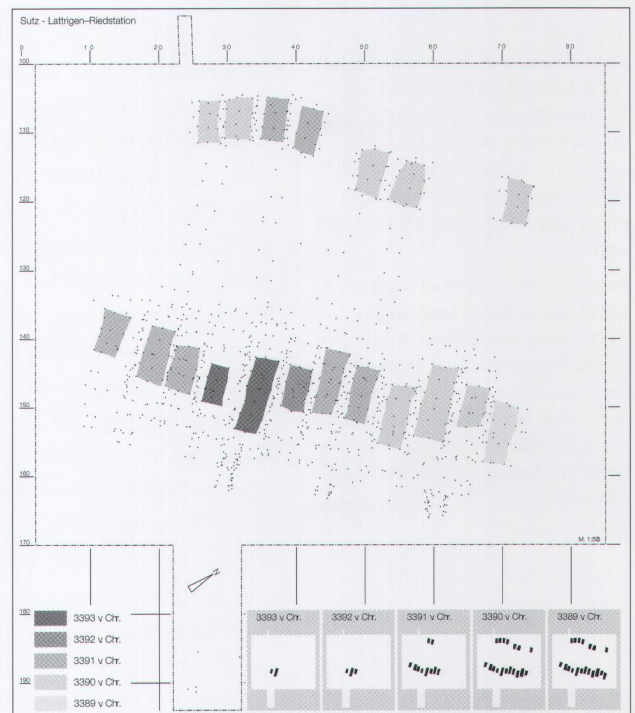 Sutz - Lattrigen–Riedstation
0 10 20 30 40 50 60 70 80
100
110
120
130
140
150
160
170
M. 1:500
180
190
3393 v Chr.
3392 v Chr.
3391 v Chr.
3390 v Chr.
3389 v Chr.
3393 v Chr. 3392 v Chr. 3391 v Chr. 3390 v Chr. 3389 v Chr.
N